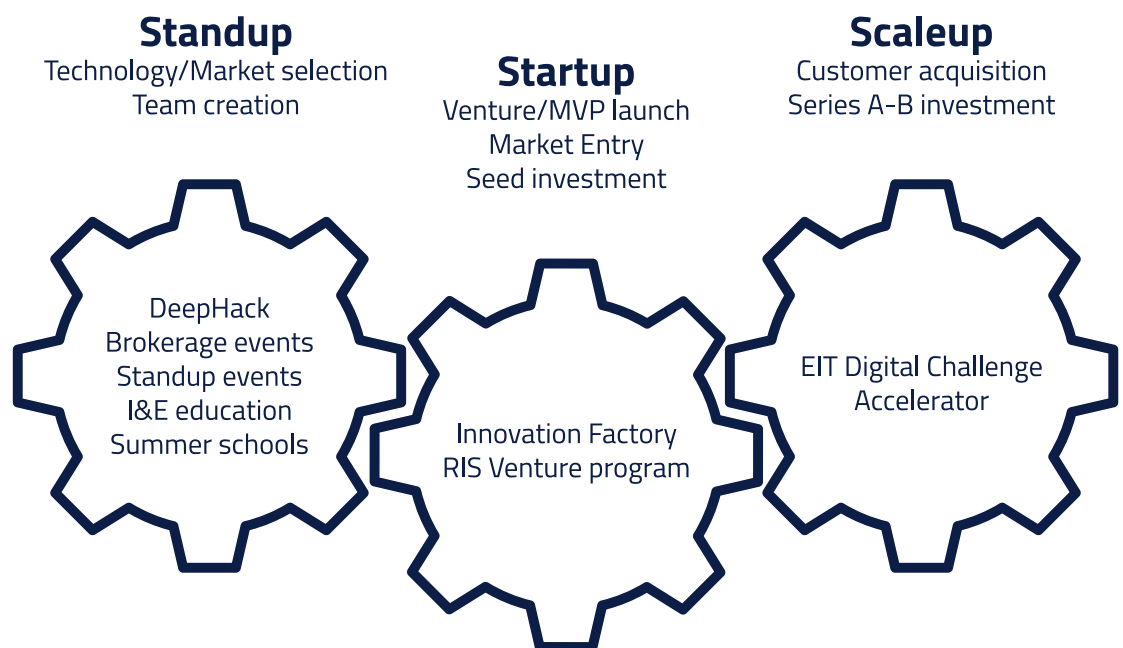 Standup
Technology/Market selection
Team creation
DeepHack
Brokerage events
Standup events
I&E education
Summer schools
Startup
Venture/MVP launch
Market Entry
Seed investment
Innovation Factory
RIS Venture program
Scaleup
Customer acquisition
Series A-B investment
EIT Digital Challenge
Accelerator